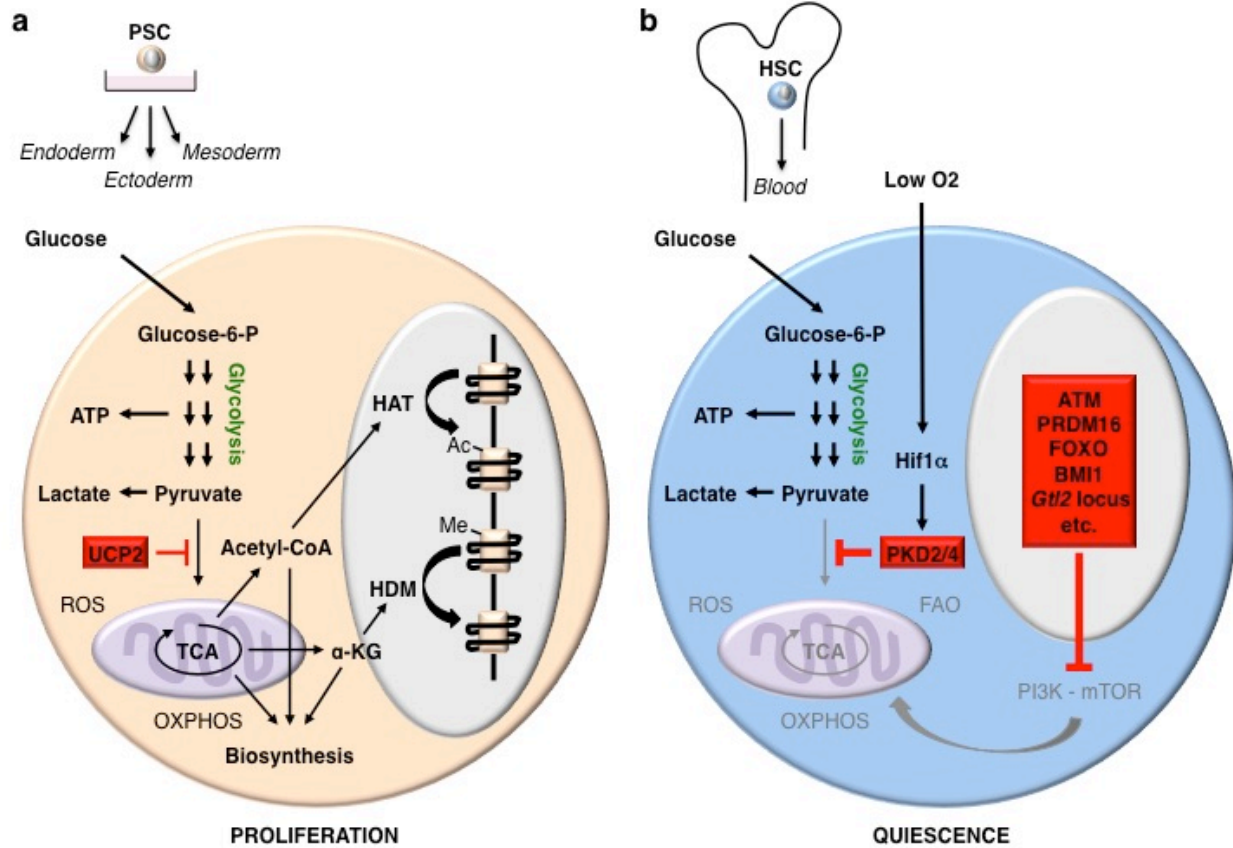 a
PSC
Endoderm
Mesoderm
Ectoderm
Glucose
Glucose-6-P
Glycolysis
ATP
Lactate
Pyruvate
UCP2
Acetyl-CoA
ROS
TCA
α-KG
OXPHOS
Biosynthesis
HAT
Ac
Me
HDM
PROLIFERATION
b
HSC
Blood
Low O2
Glucose
Glucose-6-P
Glycolysis
ATP
Hif1α
Lactate
Pyruvate
PKD2/4
ROS
FAO
TCA
OXPHOS
ATM
PRDM16
FOXO
BMI1
Gtl2 locus
etc.
PI3K - mTOR
QUIESCENCE